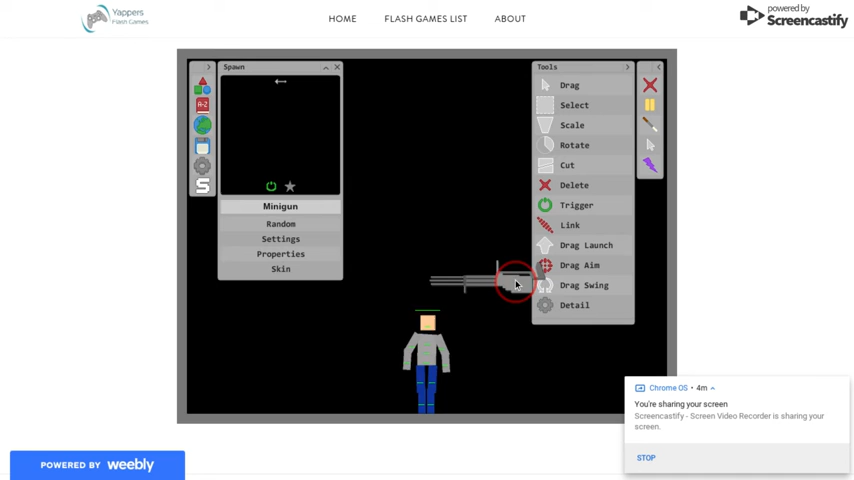 Yappers
Flash Games
HOME
FLASH GAMES LIST
ABOUT
powered by
Screencastify
Spawn
A-Z
S
Minigun
Random
Settings
Properties
Skin
Tools
Drag
Select
Scale
Rotate
Cut
Delete
Trigger
Link
Drag Launch
Drag Aim
Drag Swing
Detail
Chrome OS • 4m
You're sharing your screen
Screencastify - Screen Video Recorder is sharing your
screen.
STOP
POWERED BY weebly